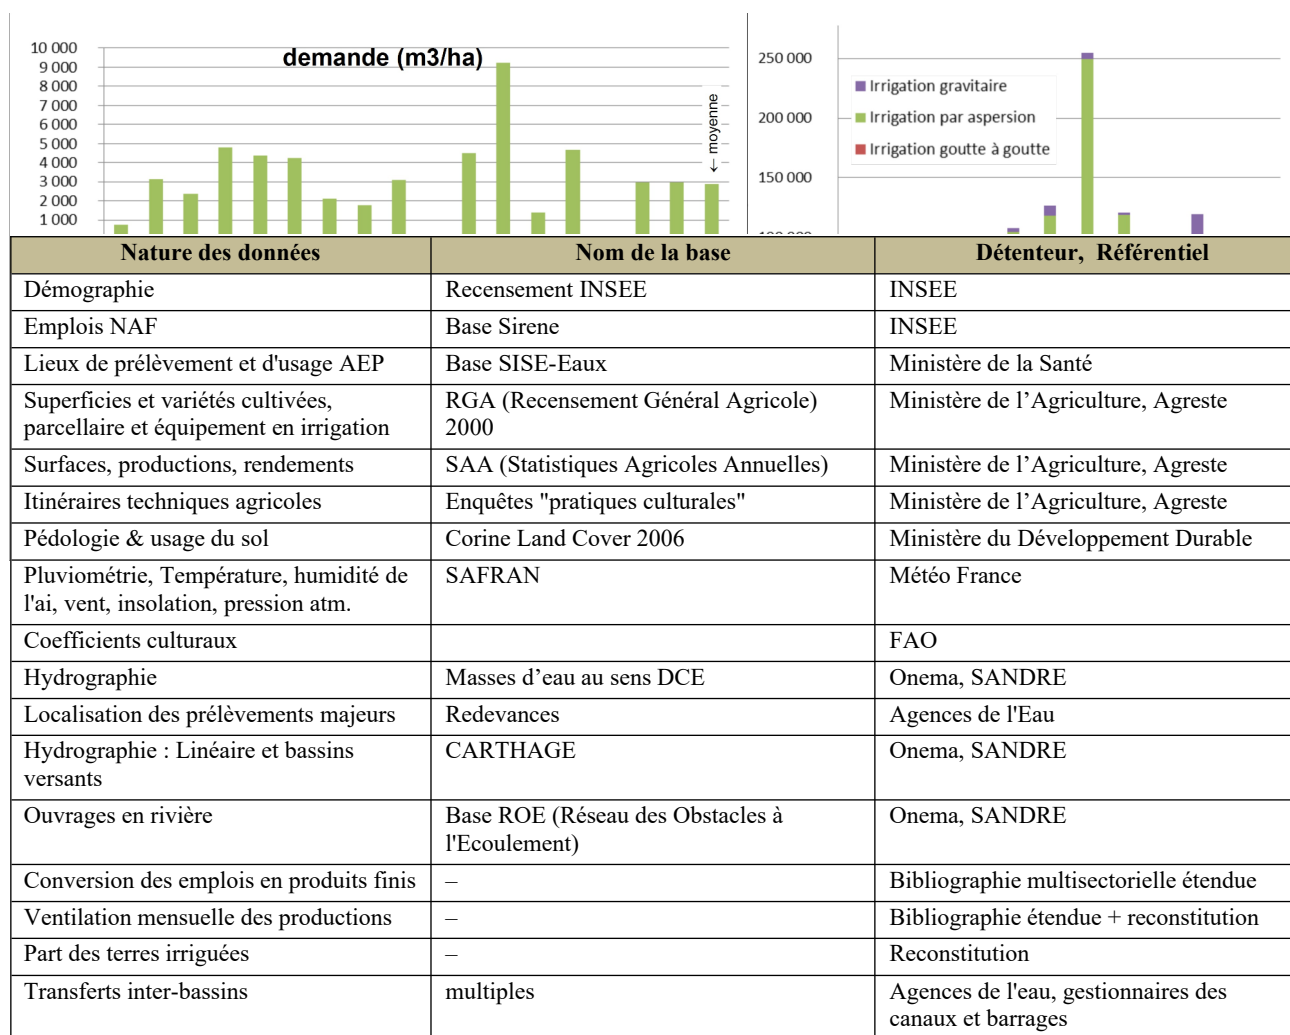 demande (m3/ha)
10 000
9 000
8 000
7 000
6 000
5 000
4 000
3 000
2 000
1 000
← moyenne
250 000
200 000
150 000
Irrigation gravitaire
Irrigation par aspersion
Irrigation goutte à goutte
Nature des données Nom de la base Détenteur, Référentiel
Démographie Recensement INSEE INSEE
Emplois NAF Base Sirene INSEE
Lieux de prélèvement et d'usage AEP Base SISE-Eaux Ministère de la Santé
Superficies et variétés cultivées, RGA (Recensement Général Agricole) Ministère de l’Agriculture, Agreste
parcellaire et équipement en irrigation 2000
Surfaces, productions, rendements SAA (Statistiques Agricoles Annuelles) Ministère de l’Agriculture, Agreste
Itinéraires techniques agricoles Enquêtes "pratiques culturales" Ministère de l’Agriculture, Agreste
Pédologie & usage du sol Corine Land Cover 2006 Ministère du Développement Durable
Pluviométrie, Température, humidité de SAFRAN Météo France
l'ai, vent, insolation, pression atm.
Coefficients culturaux FAO
Hydrographie Masses d’eau au sens DCE Onema, SANDRE
Localisation des prélèvements majeurs Redevances Agences de l'Eau
Hydrographie : Linéaire et bassins CARTHAGE Onema, SANDRE
versants
Ouvrages en rivière Base ROE (Réseau des Obstacles à Onema, SANDRE
l'Ecoulement)
Conversion des emplois en produits finis – Bibliographie multisectorielle étendue
Ventilation mensuelle des productions – Bibliographie étendue + reconstitution
Part des terres irriguées – Reconstitution
Transferts inter-bassins multiples Agences de l'eau, gestionnaires des
canaux et barrages